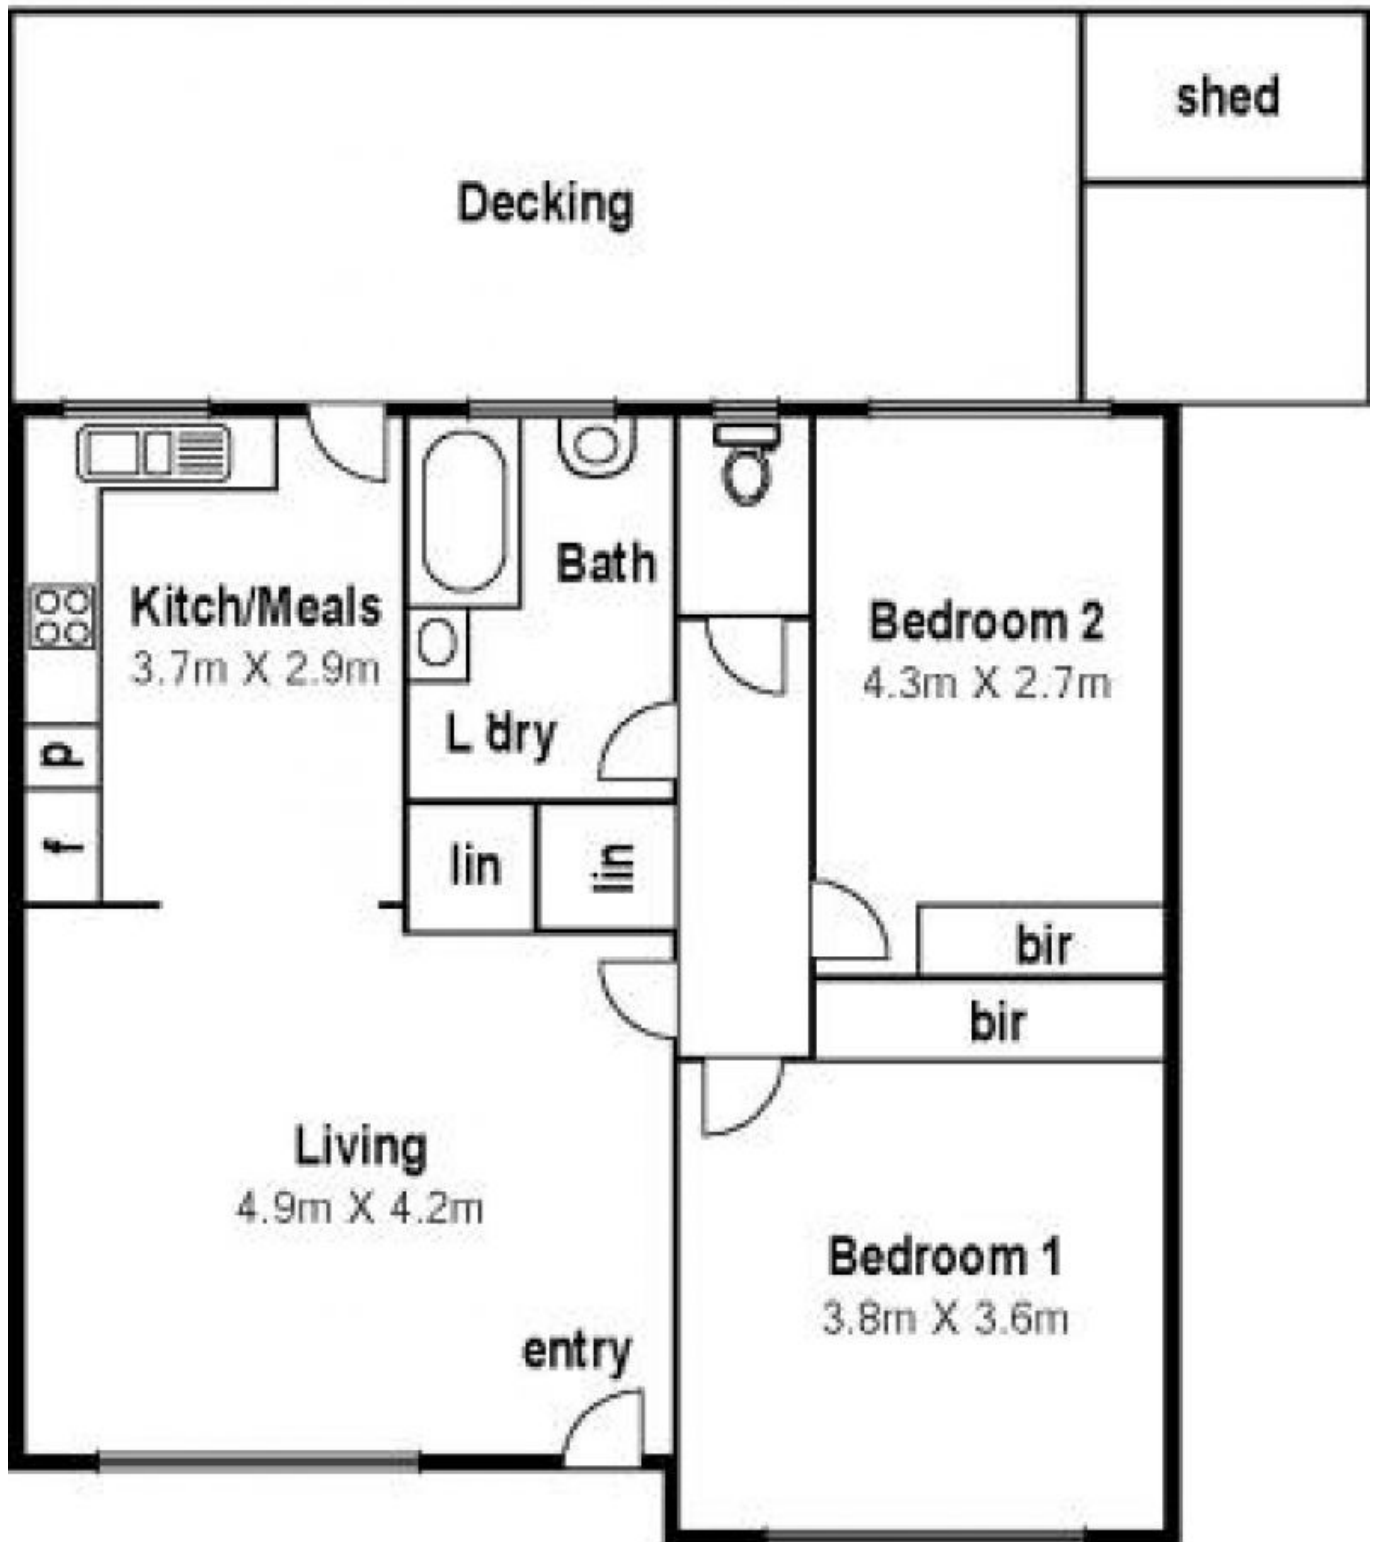 shed
Decking
Bath
Kitch/Meals
3.7m X 2.9m
Bedroom 2
4.3m X 2.7m
L'dry
p
f
lin
lin
bir
bir
Living
4.9m X 4.2m
Bedroom 1
3.8m X 3.6m
entry